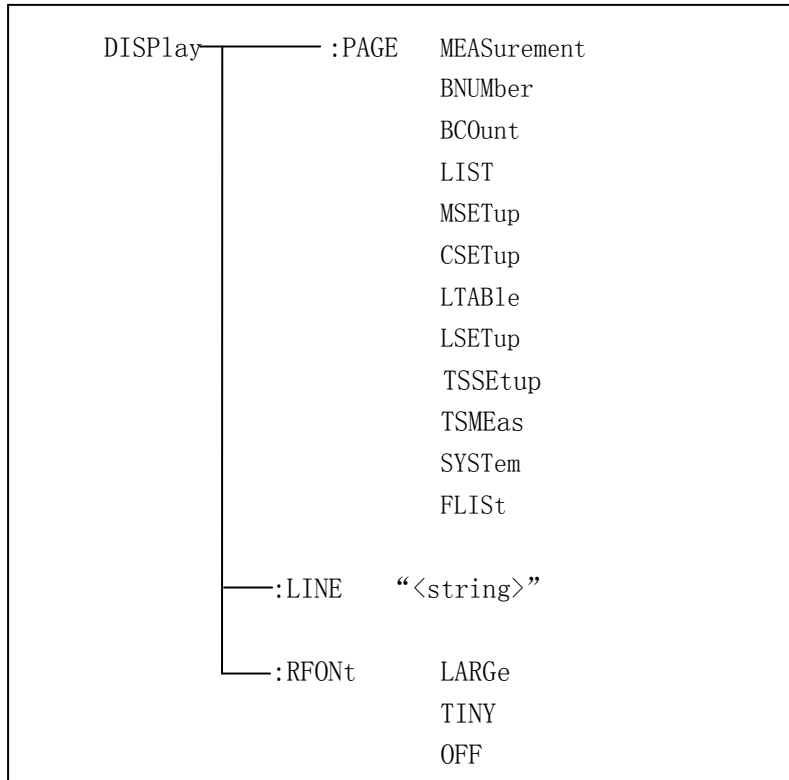 DISPlay :PAGE MEASurement
BNUMber
BCOunt
LIST
MSETup
CSETup
LTABle
LSETup
TSSEtup
TSMEas
SYSTem
FLISt
:LINE “<string>”
:RFONt LARGe
TINY
OFF